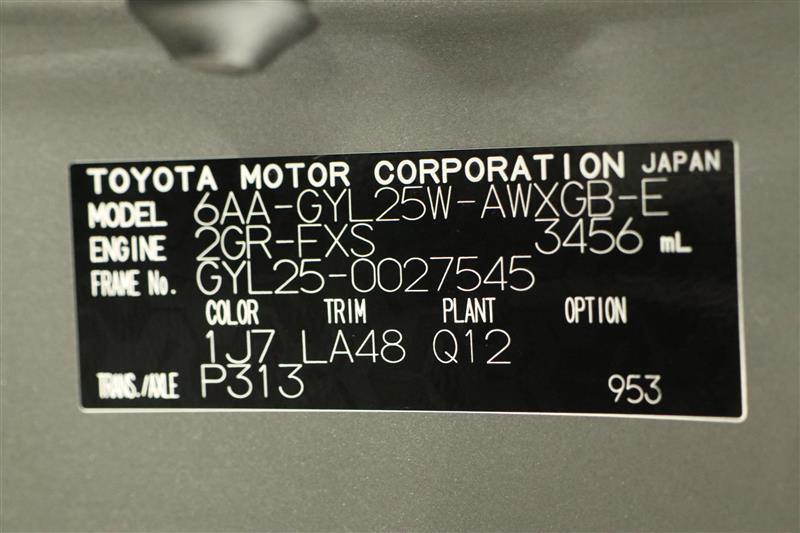 TOYOTA MOTOR CORPORATION JAPAN
MODEL 6AA-GYL25W-AWXGB-E
ENGINE 2GR-FXS 3456 mL
FRAME No. GYL25-0027545
COLOR TRIM PLANT OPTION
1J7 LA48 Q12
TRANS./AXLE P313 953